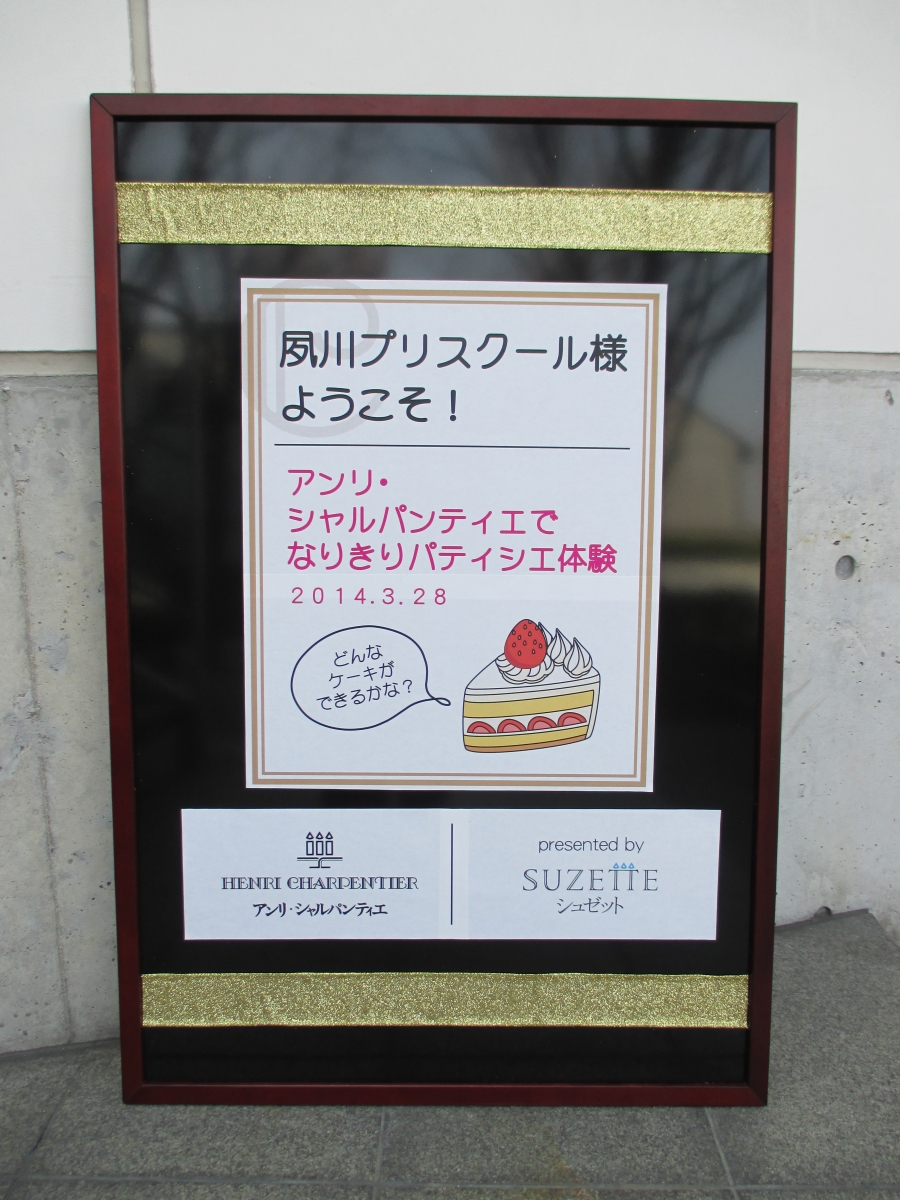 夙川プリスクール様
ようこそ！
アンリ・
シャルパンティエで
なりきりパティシエ体験
2014.3.28
どんな
ケーキが
できるかな？
HENRI CHARPENTIER
アンリ・シャルパンティエ
presented by
SUZETTE
シュゼット